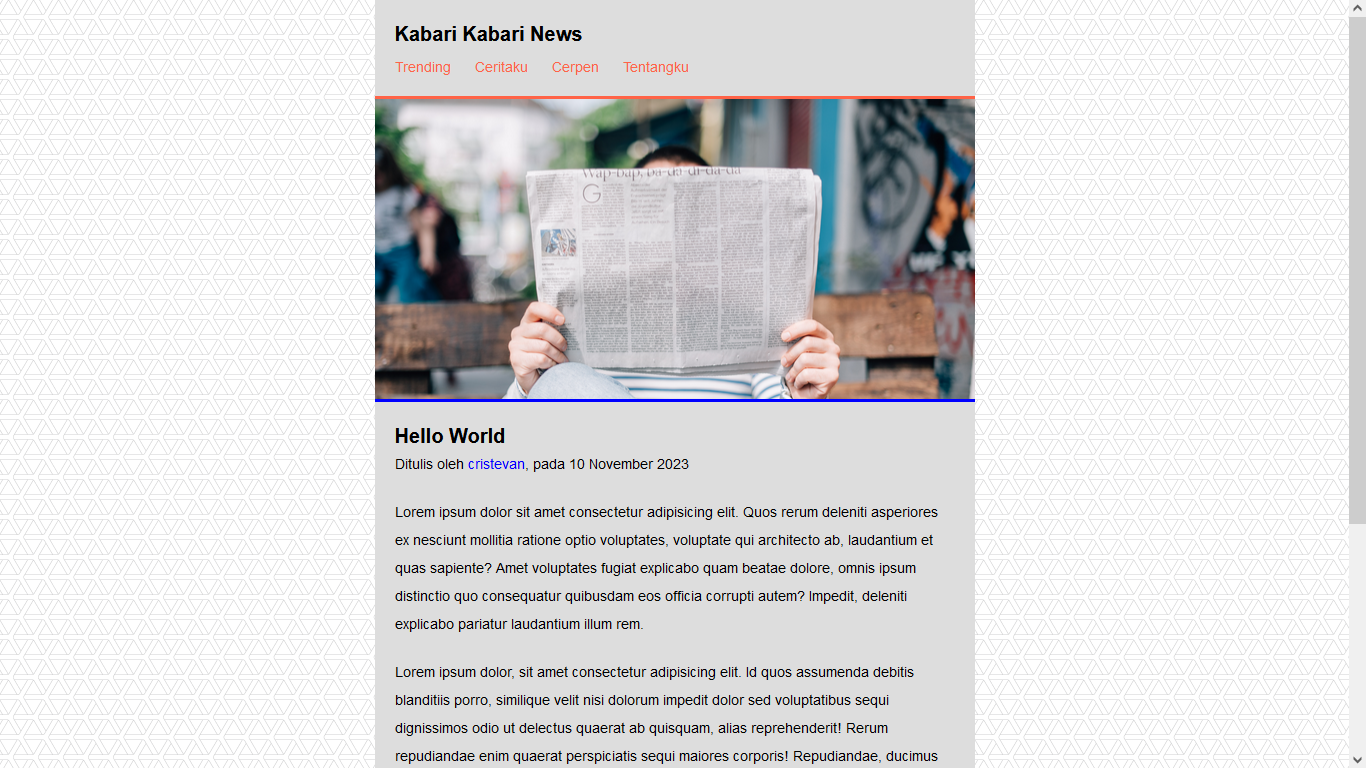 Kabari Kabari News
Trending Ceritaku Cerpen Tentangku
Wap-bap, ba-da-di-da-da
G
Hello World
Ditulis oleh cristevan, pada 10 November 2023
Lorem ipsum dolor sit amet consectetur adipisicing elit. Quos rerum deleniti asperiores
ex nesciunt mollitia ratione optio voluptates, voluptate qui architecto ab, laudantium et
quas sapiente? Amet voluptates fugiat explicabo quam beatae dolore, omnis ipsum
distinctio quo consequatur quibusdam eos officia corrupti autem? Impedit, deleniti
explicabo pariatur laudantium illum rem.
Lorem ipsum dolor, sit amet consectetur adipisicing elit. Id quos assumenda debitis
blanditiis porro, similique velit nisi dolorum impedit dolor sed voluptatibus sequi
dignissimos odio ut delectus quaerat ab quisquam, alias reprehenderit! Rerum
repudiandae enim quaerat perspiciatis sequi maiores corporis! Repudiandae, ducimus